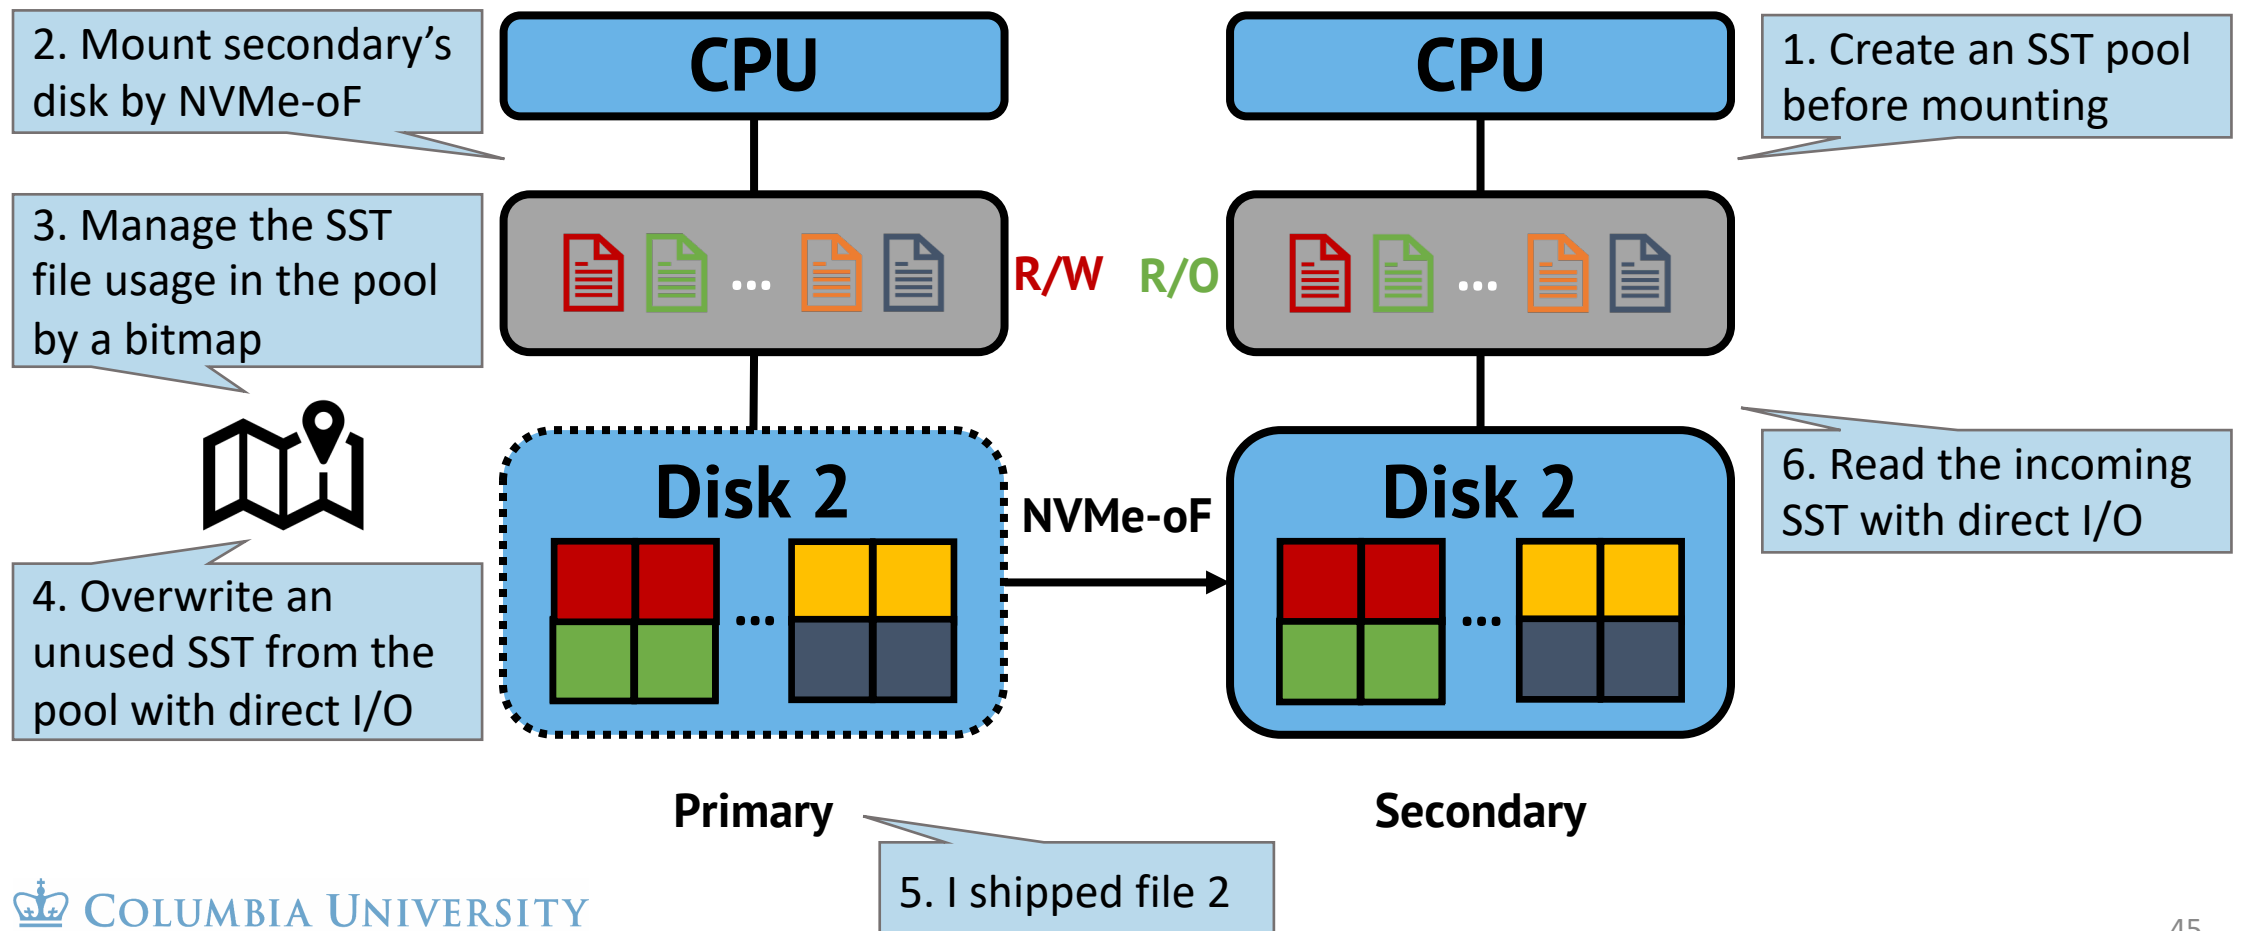 2. Mount secondary’s
disk by NVMe-oF
CPU
CPU
1. Create an SST pool
before mounting
3. Manage the SST
file usage in the pool
by a bitmap
...
R/W
R/O
...
Disk 2
NVMe-oF
Disk 2
6. Read the incoming
SST with direct I/O
4. Overwrite an
unused SST from the
pool with direct I/O
...
...
Primary
Secondary
5. I shipped file 2
COLUMBIA UNIVERSITY
45